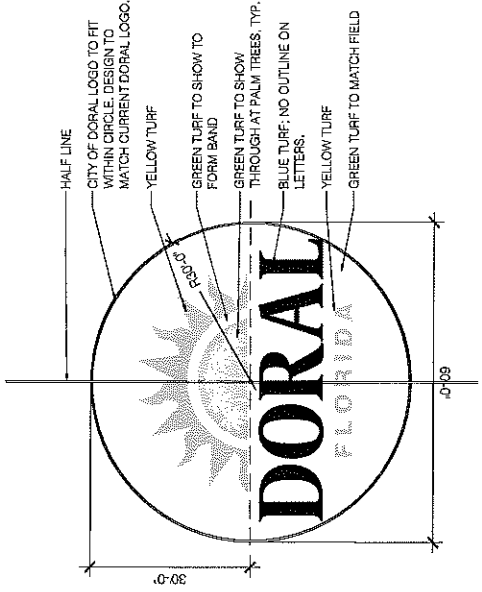 HALF LINE
CITY OF DORAL LOGO TO FIT
WITHIN CIRCLE. DESIGN TO
MATCH CURRENT DORAL LOGO.
YELLOW TURF
GREEN TURF TO SHOW TO
FORM BAND
GREEN TURF TO SHOW
THROUGH AT PALM TREES, TYP.
BLUE TURF; NO OUTLINE ON
LETTERS.
YELLOW TURF
GREEN TURF TO MATCH FIELD
R30'-0"
DORAL
FLORIDA
30'-0"
60'-0"